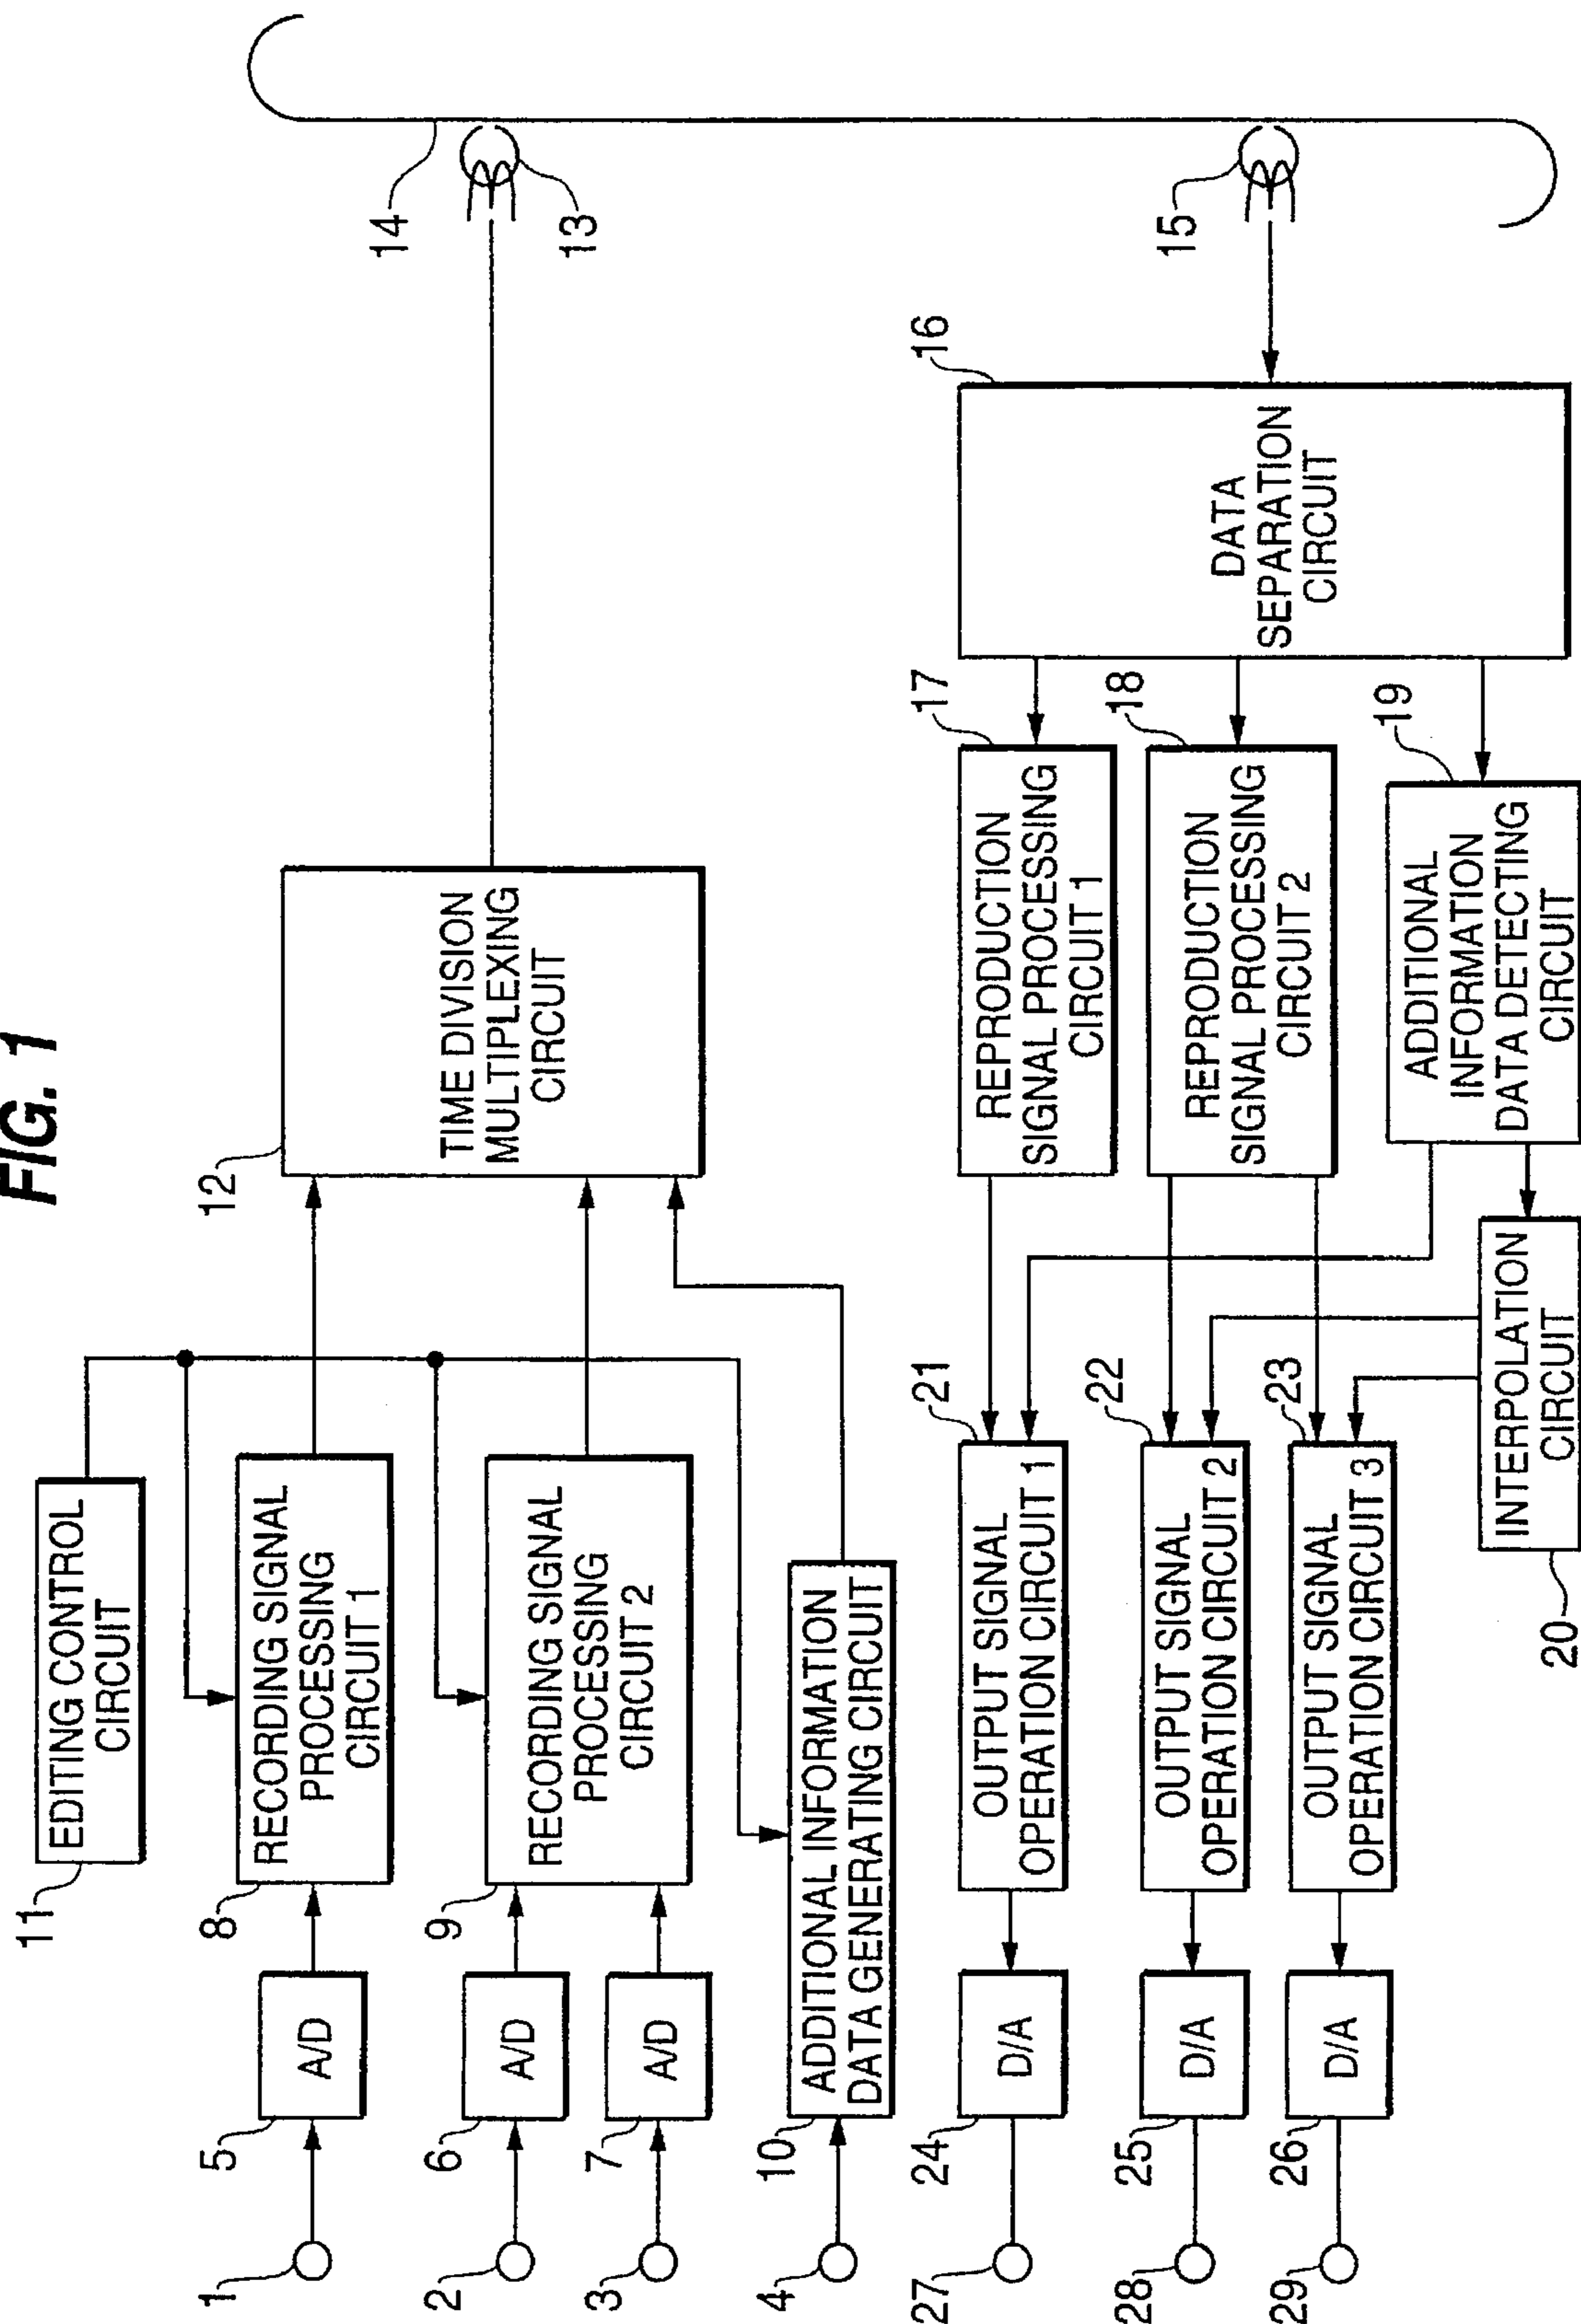 FIG. 1
11
EDITING CONTROL
CIRCUIT
1
5
A/D
8
RECORDING SIGNAL
PROCESSING
CIRCUIT 1
2
6
A/D
9
RECORDING SIGNAL
PROCESSING
CIRCUIT 2
3
7
A/D
4
10
ADDITIONAL INFORMATION
DATA GENERATING CIRCUIT
12
TIME DIVISION
MULTIPLEXING
CIRCUIT
14
13
15
16
DATA
SEPARATION
CIRCUIT
17
REPRODUCTION
SIGNAL PROCESSING
CIRCUIT 1
18
REPRODUCTION
SIGNAL PROCESSING
CIRCUIT 2
19
ADDITIONAL
INFORMATION
DATA DETECTING
CIRCUIT
20
INTERPOLATION
CIRCUIT
21
OUTPUT SIGNAL
OPERATION CIRCUIT 1
22
OUTPUT SIGNAL
OPERATION CIRCUIT 2
23
OUTPUT SIGNAL
OPERATION CIRCUIT 3
24
D/A
27
25
D/A
28
26
D/A
29